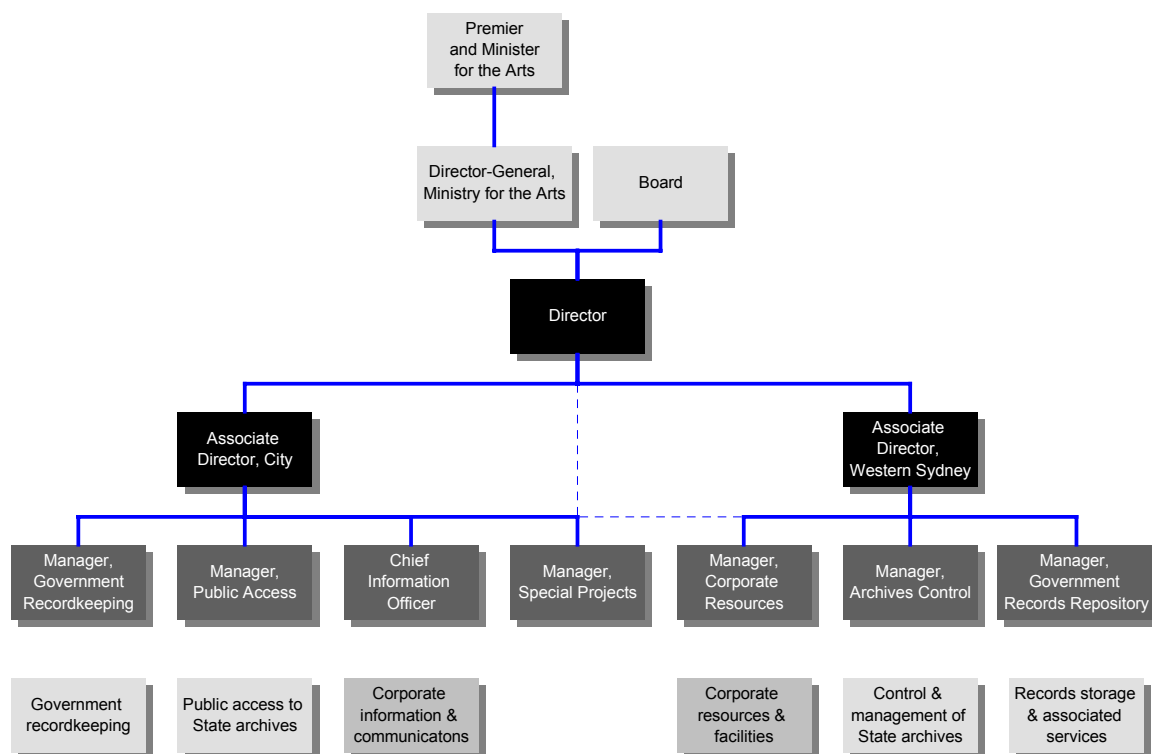 Premier
and Minister
for the Arts
Director-General,
Ministry for the Arts
Board
Director
Associate
Director, City
Associate
Director,
Western Sydney
Manager,
Government
Recordkeeping
Manager,
Public Access
Chief
Information
Officer
Manager,
Special Projects
Manager,
Corporate
Resources
Manager,
Archives Control
Manager,
Government
Records Repository
Government
recordkeeping
Public access to
State archives
Corporate
information &
communicatons
Corporate
resources &
facilities
Control &
management of
State archives
Records storage
& associated
services